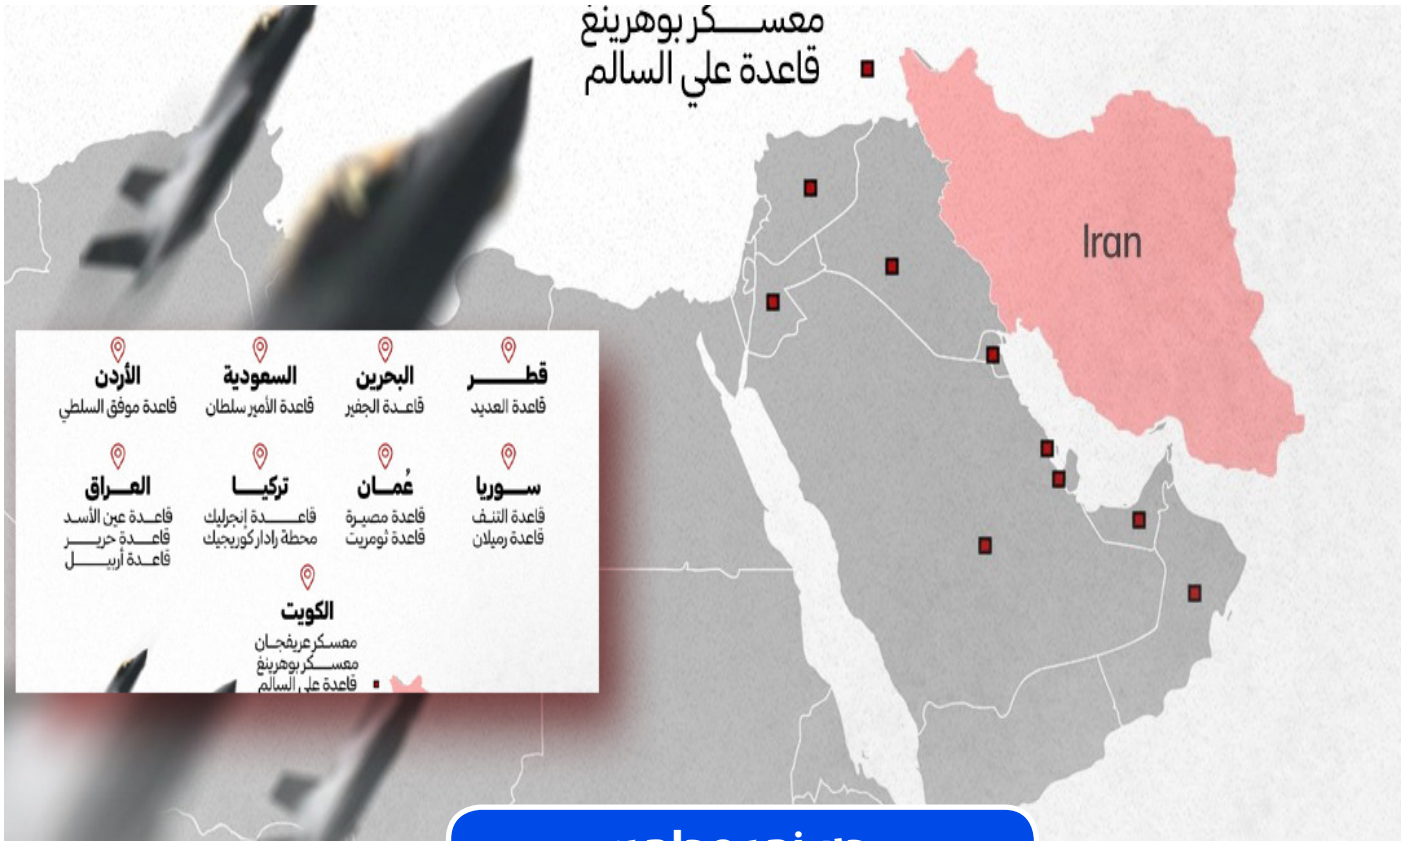 معسكر بوهرينغ
قاعدة علي السالم
Iran
قطر
قاعدة العديد
البحرين
قاعدة الجفير
السعودية
قاعدة الأمير سلطان
الأردن
قاعدة موفق السلطي
سوريا
قاعدة التنف
قاعدة رميلان
عُمان
قاعدة مصيرة
قاعدة ثومريت
تركيا
قاعدة إنجرليك
محطة رادار كوريجيك
العراق
قاعدة عين الأسد
قاعدة حرير
قاعدة أربيل
الكويت
معسكر عريفجان
معسكر بوهرينغ
قاعدة علي السالم